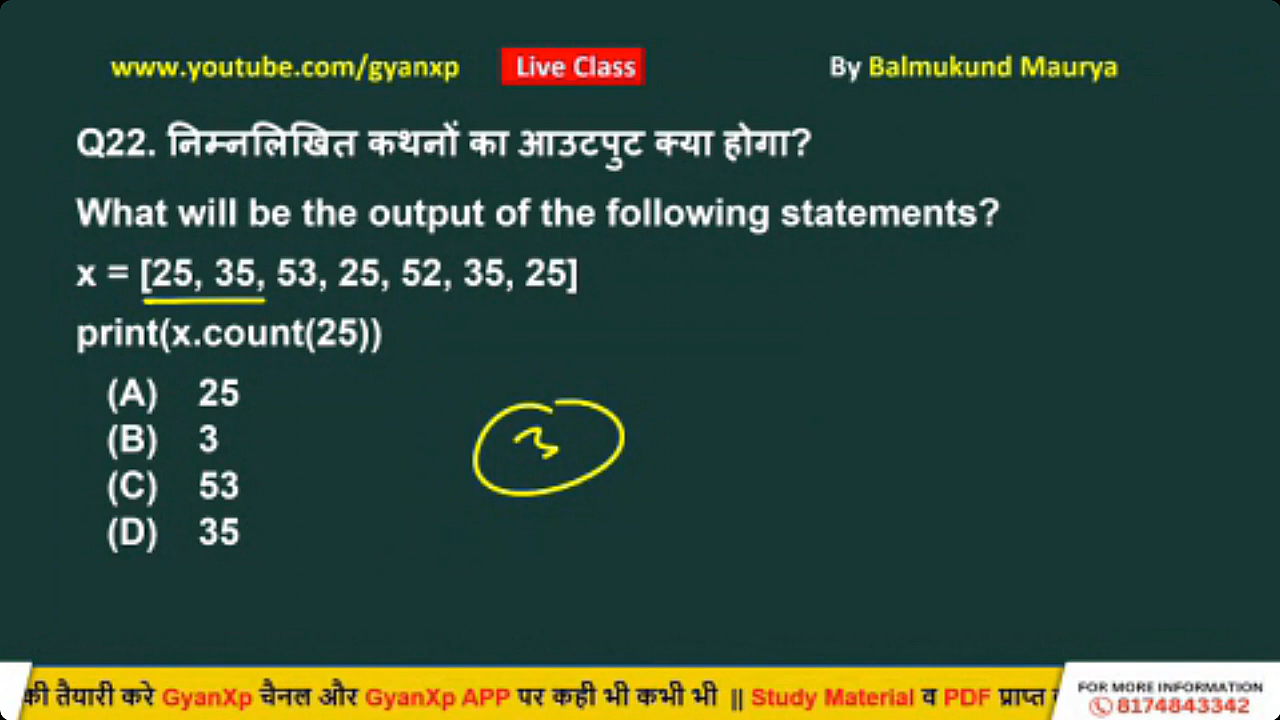 www.youtube.com/gyanxp Live Class By Balmukund Maurya
Q22. निम्नलिखित कथनों का आउटपुट क्या होगा?
What will be the output of the following statements?
x = [25, 35, 53, 25, 52, 35, 25]
print(x.count(25))
(A) 25
(B) 3
3
(C) 53
(D) 35
की तैयारी करे GyanXp चैनल और GyanXp APP पर कही भी कभी भी || Study Material व PDF प्राप्त
FOR MORE INFORMATION
8174843342